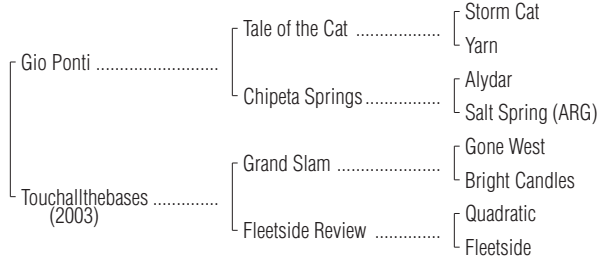 Storm Cat
Tale of the Cat ..................
Yarn
Gio Ponti ..........................
Alydar
Chipeta Springs................
Salt Spring (ARG)
Gone West
Grand Slam ......................
Bright Candles
Touchallthebases ..............
(2003)
Quadratic
Fleetside Review ..............
Fleetside